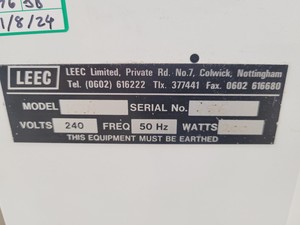 1/8/24
LEEC
LEEC Limited, Private Rd. No.7, Colwick, Nottingham
Tel. (0602) 616222 Tlx. 377441 Fax. 0602 616680
MODEL SERIAL No.
VOLTS 240 FREQ 50 Hz WATTS
THIS EQUIPMENT MUST BE EARTHED